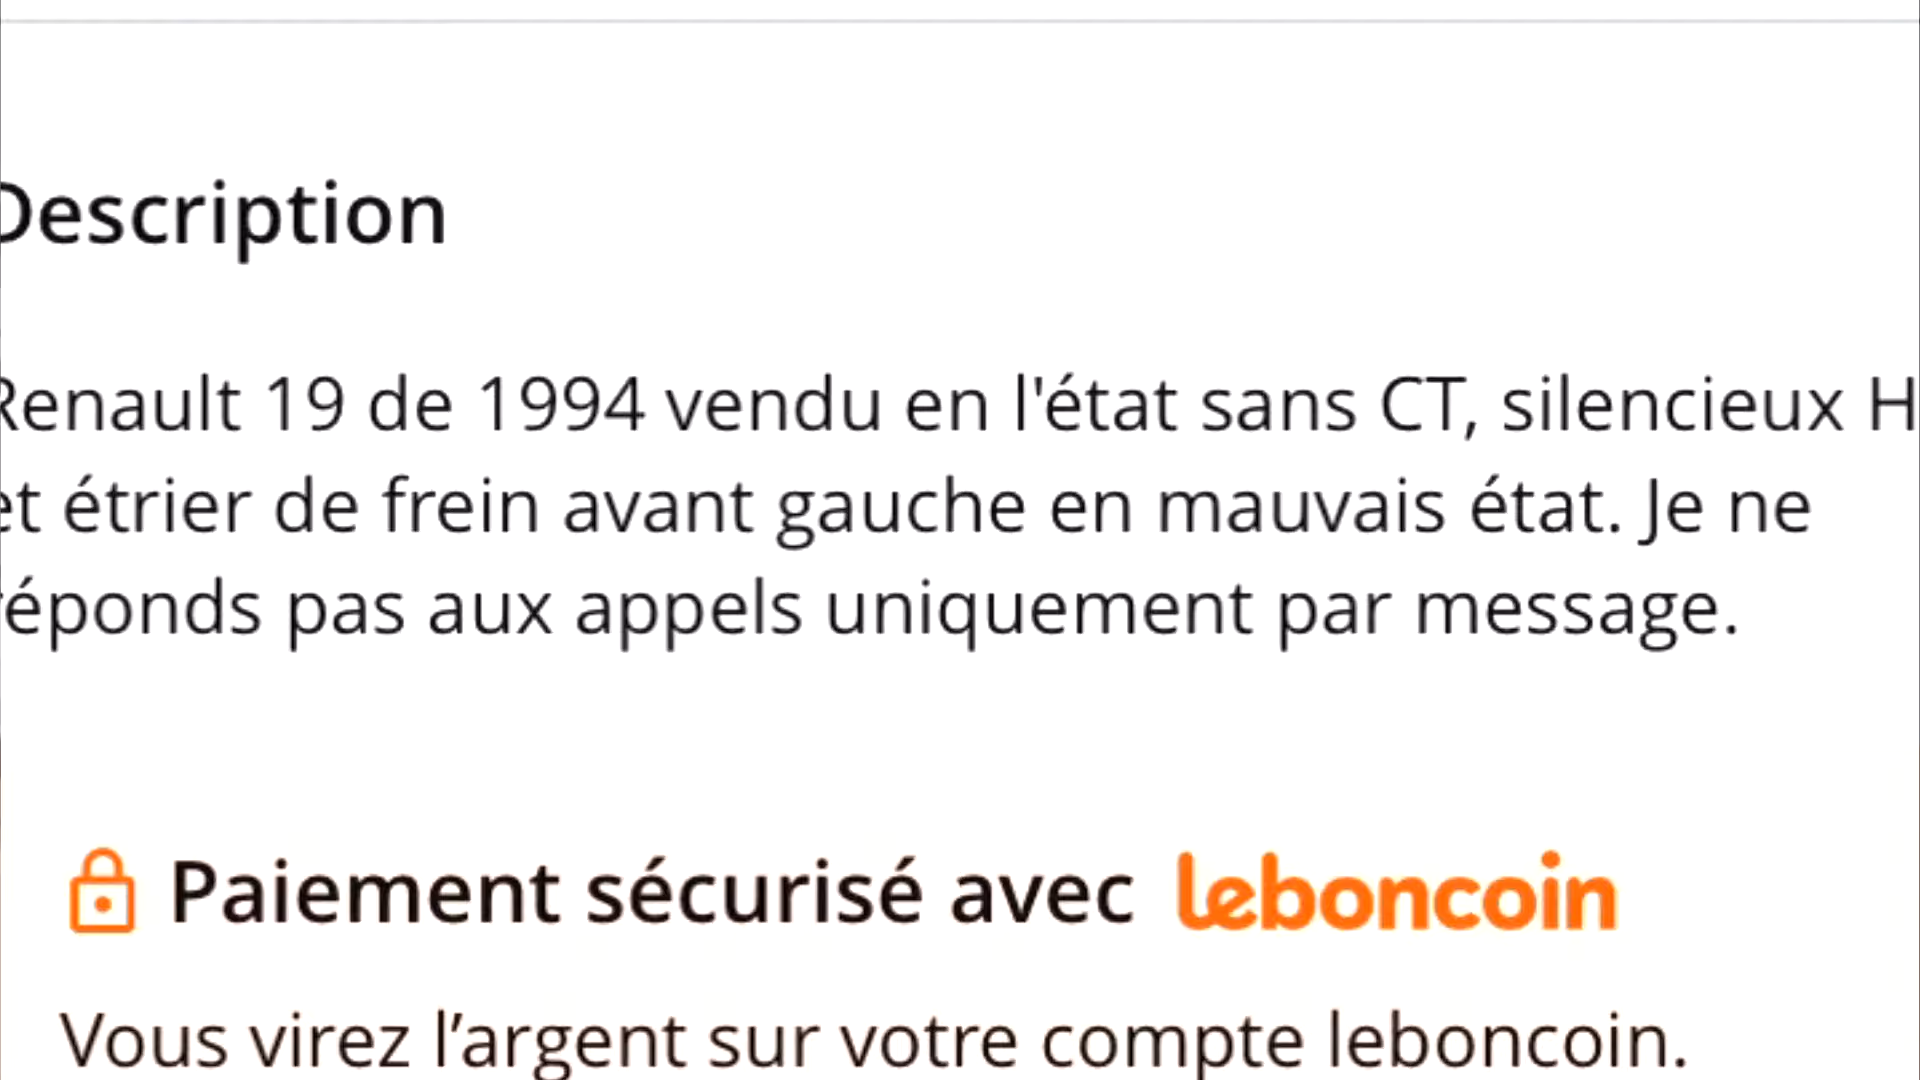 Description
Renault 19 de 1994 vendu en l'état sans CT, silencieux H
et étrier de frein avant gauche en mauvais état. Je ne
réponds pas aux appels uniquement par message.
Paiement sécurisé avec leboncoin
Vous virez l’argent sur votre compte leboncoin.